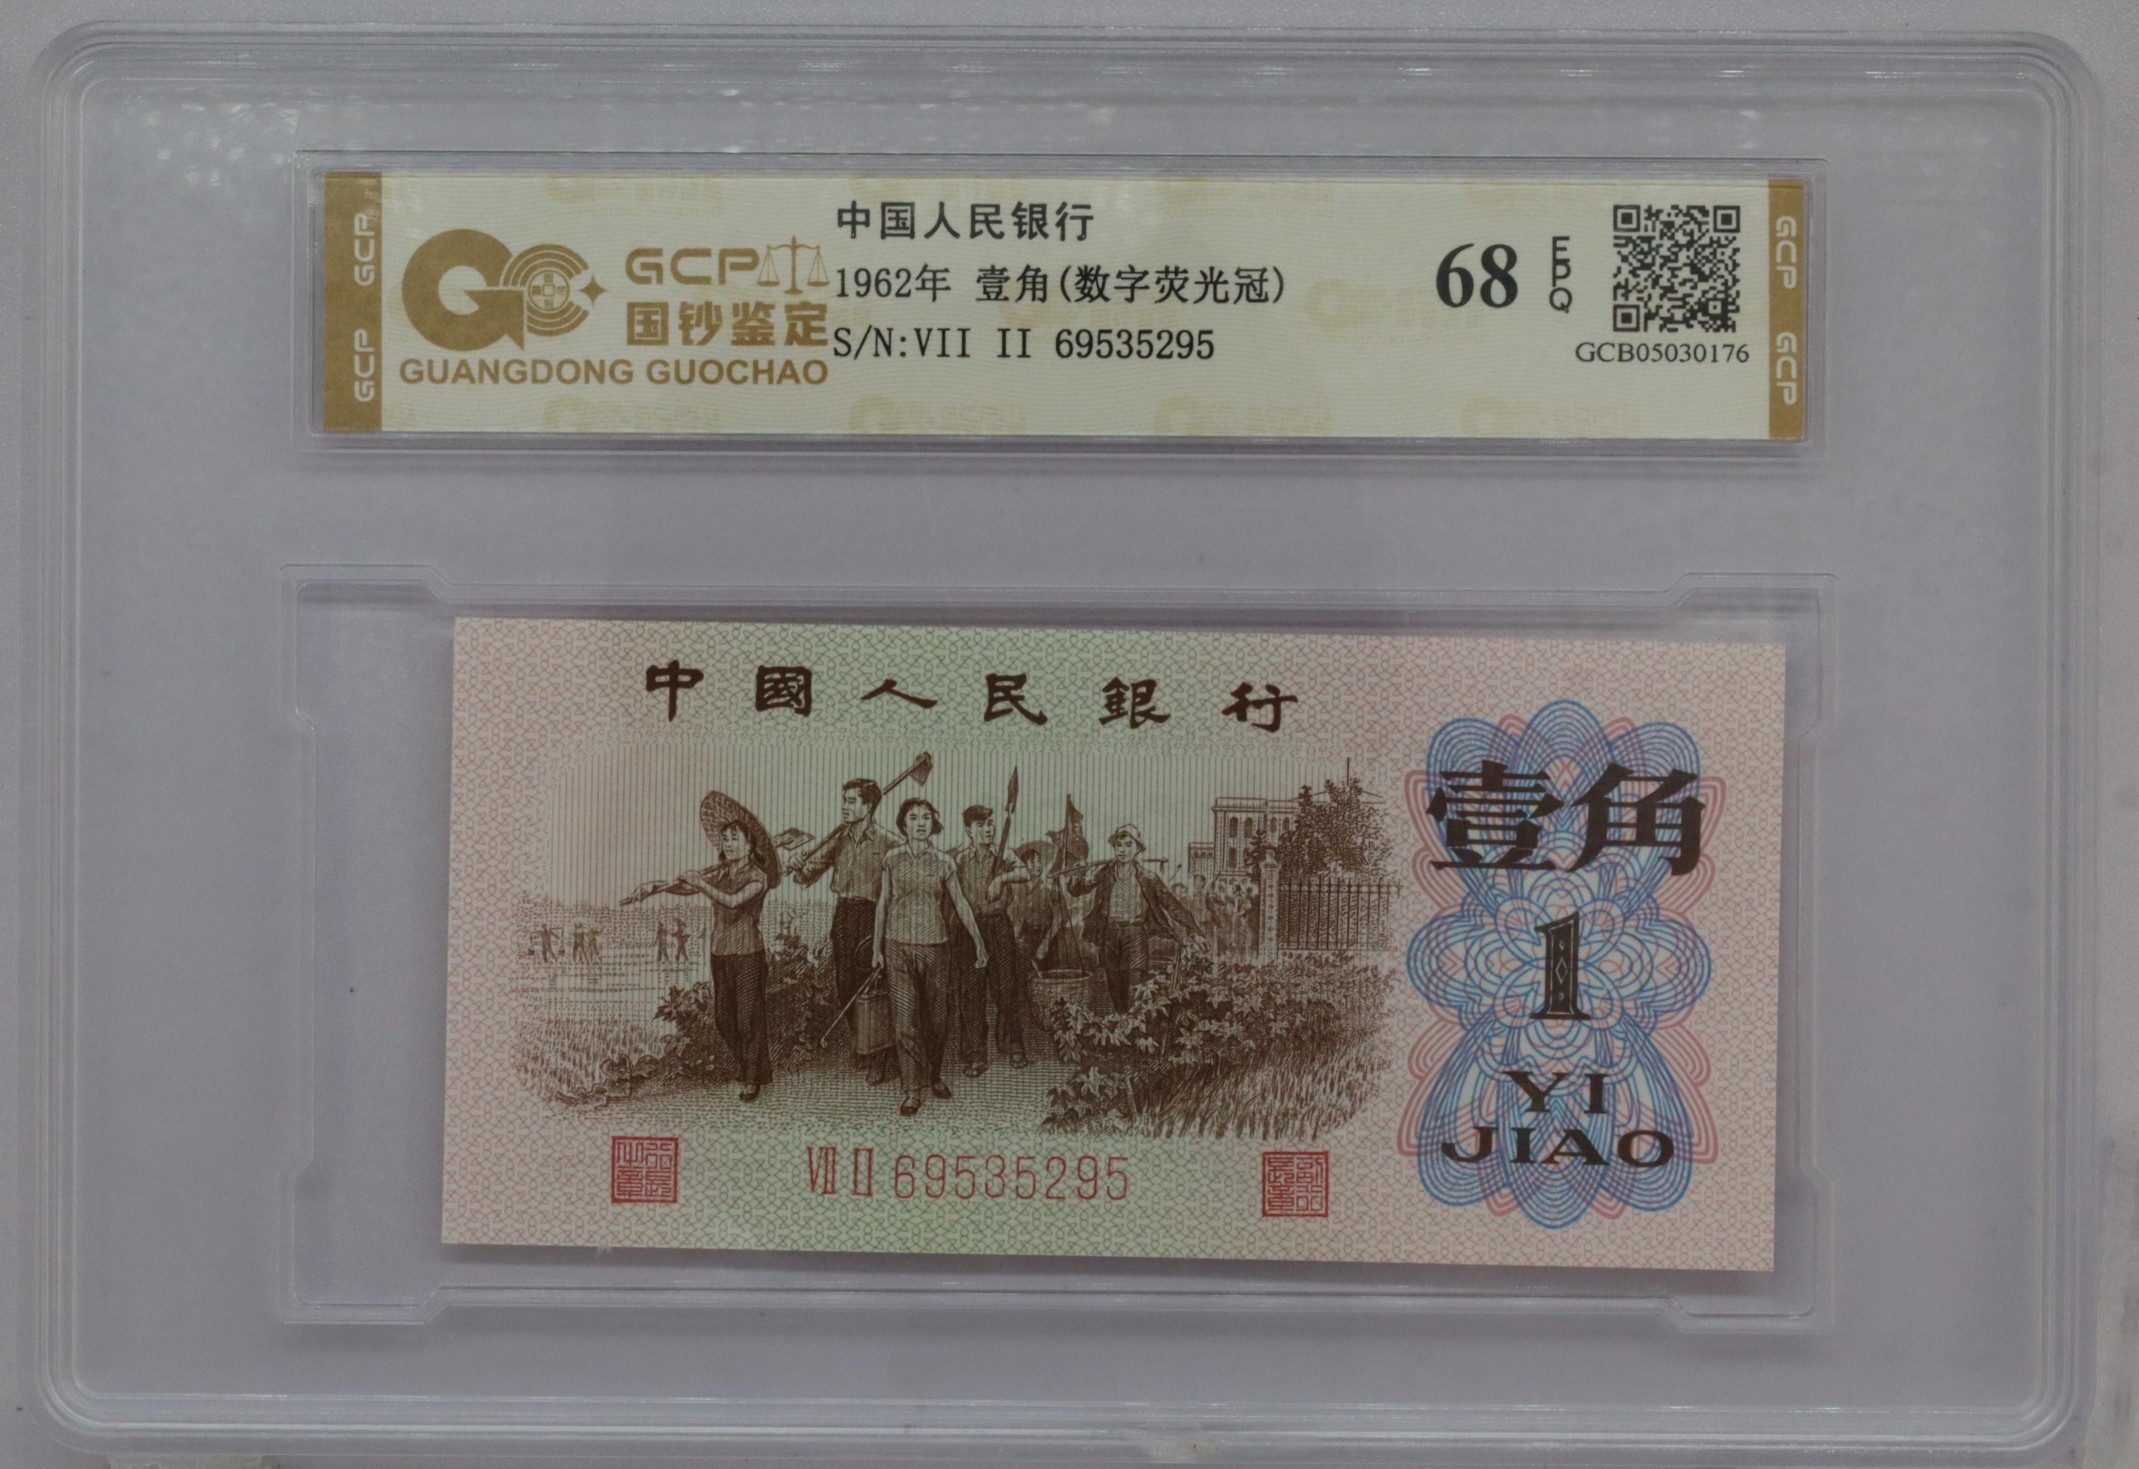 GCP
GCP
GCP
国钞鉴定
GUANGDONG GUOCHAO
中国人民银行
1962年 壹角(数字荧光冠)
S/N:VII II 69535295
68
EPQ
GCB05030176
GCP
GCP
中國人民銀行
壹角
1
YI
JIAO
VII II 69535295